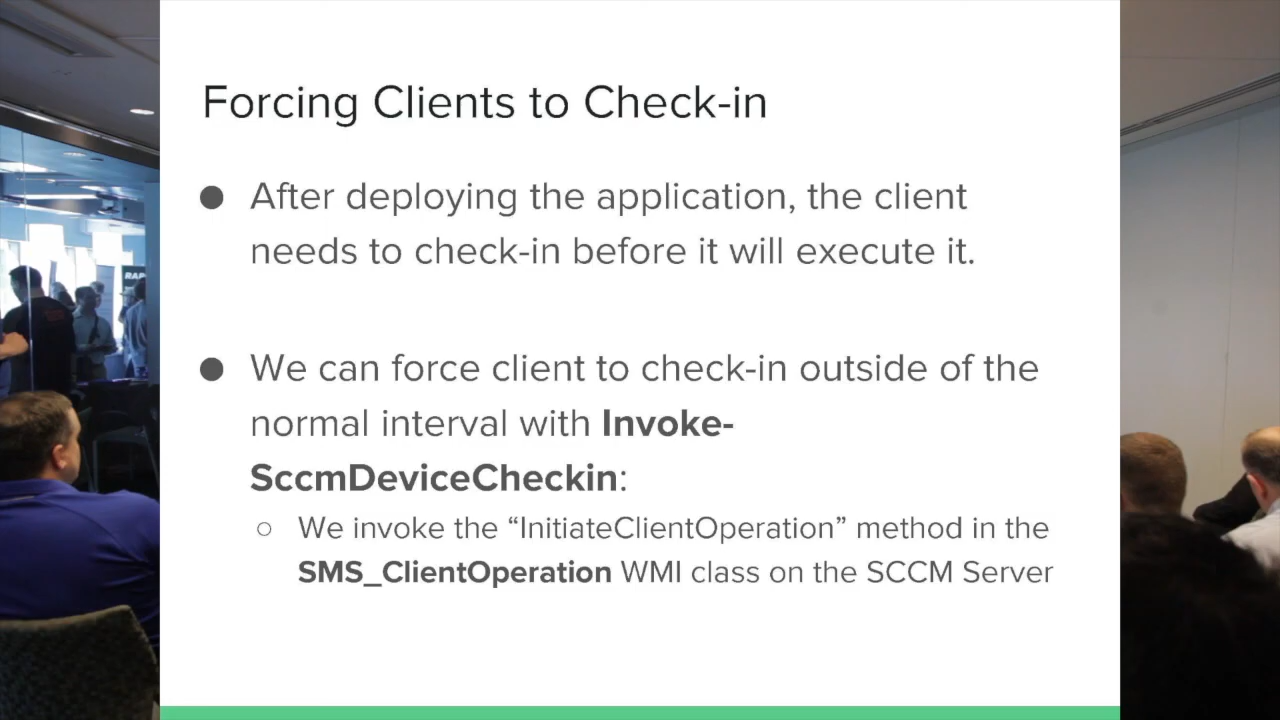 Forcing Clients to Check-in
● After deploying the application, the client
needs to check-in before it will execute it.
● We can force client to check-in outside of the
normal interval with Invoke-
SccmDeviceCheckin:
○ We invoke the “InitiateClientOperation” method in the
SMS_ClientOperation WMI class on the SCCM Server